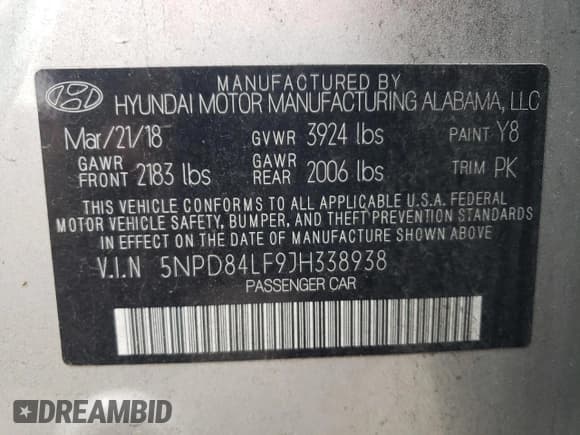 MANUFACTURED BY
HYUNDAI MOTOR MANUFACTURING ALABAMA, LLC
Mar/21/18 GVWR 3924 lbs PAINT Y8
GAWR FRONT 2183 lbs GAWR REAR 2006 lbs TRIM PK
THIS VEHICLE CONFORMS TO ALL APPLICABLE U.S.A. FEDERAL
MOTOR VEHICLE SAFETY, BUMPER, AND THEFT PREVENTION STANDARDS
IN EFFECT ON THE DATE OF MANUFACTURE SHOWN ABOVE.
V.I.N 5NPD84LF9JH338938
PASSENGER CAR
DREAMBID